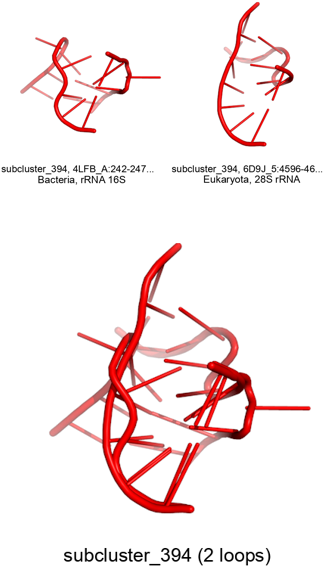 subcluster_394, 4LFB_A:242-247...
Bacteria, rRNA 16S
subcluster_394, 6D9J_5:4596-46...
Eukaryota, 28S rRNA
subcluster_394 (2 loops)